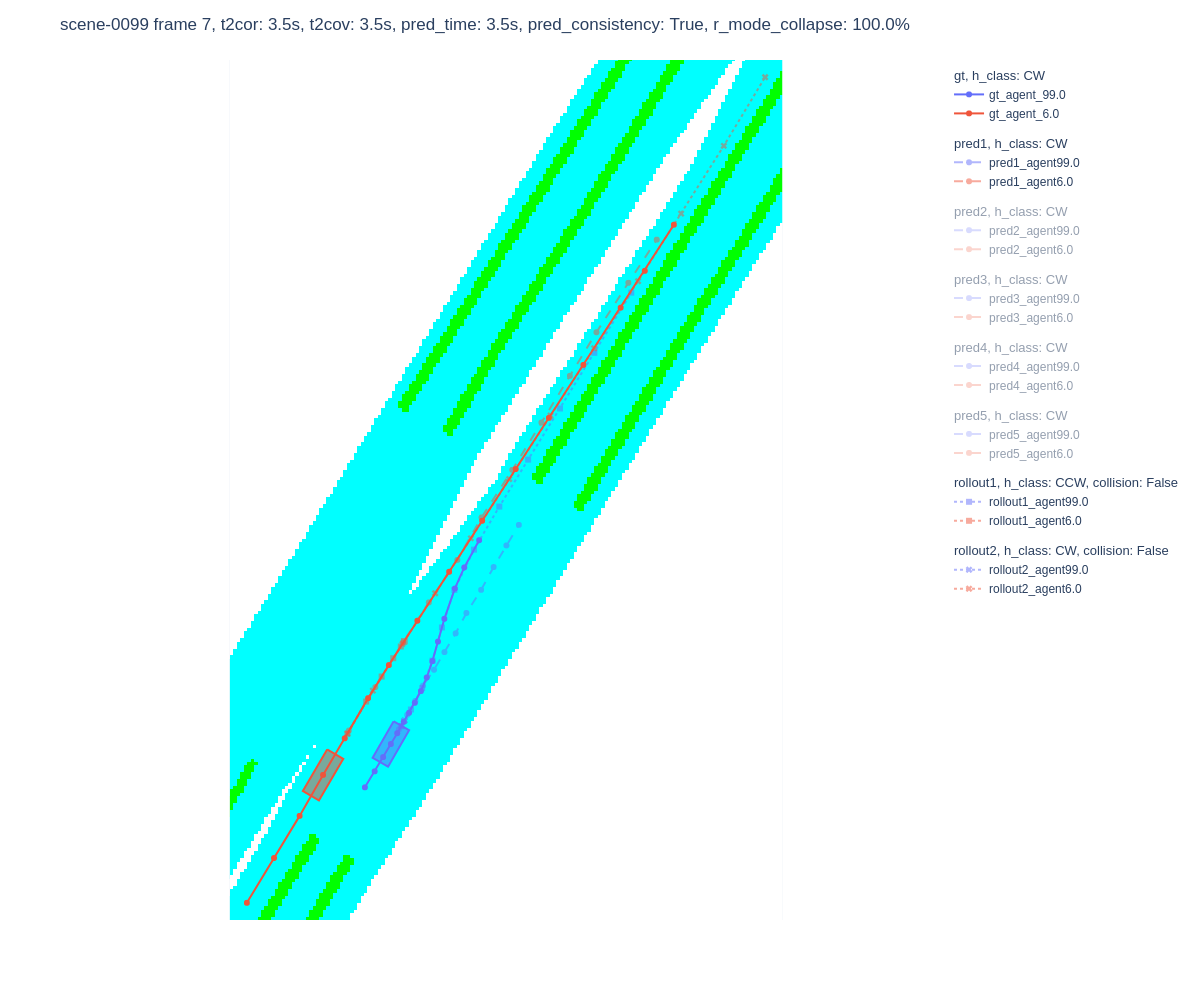 scene-0099 frame 7, t2cor: 3.5s, t2cov: 3.5s, pred_time: 3.5s, pred_consistency: True, r_mode_collapse: 100.0%
gt, h_class: CW
gt_agent_99.0
gt_agent_6.0
pred1, h_class: CW
pred1_agent99.0
pred1_agent6.0
pred2, h_class: CW
pred2_agent99.0
pred2_agent6.0
pred3, h_class: CW
pred3_agent99.0
pred3_agent6.0
pred4, h_class: CW
pred4_agent99.0
pred4_agent6.0
pred5, h_class: CW
pred5_agent99.0
pred5_agent6.0
rollout1, h_class: CCW, collision: False
rollout1_agent99.0
rollout1_agent6.0
rollout2, h_class: CW, collision: False
rollout2_agent99.0
rollout2_agent6.0